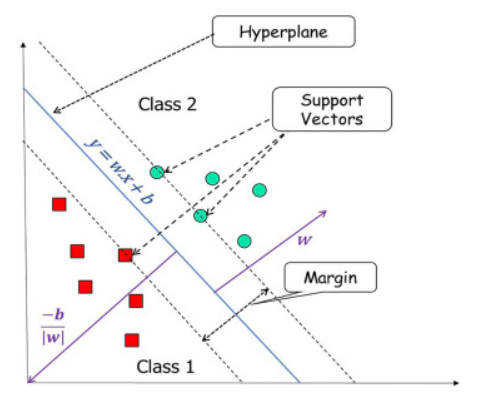 Hyperplane
Class 2
Support
Vectors
y = w.x + b
w
Margin
-b
|w|
Class 1